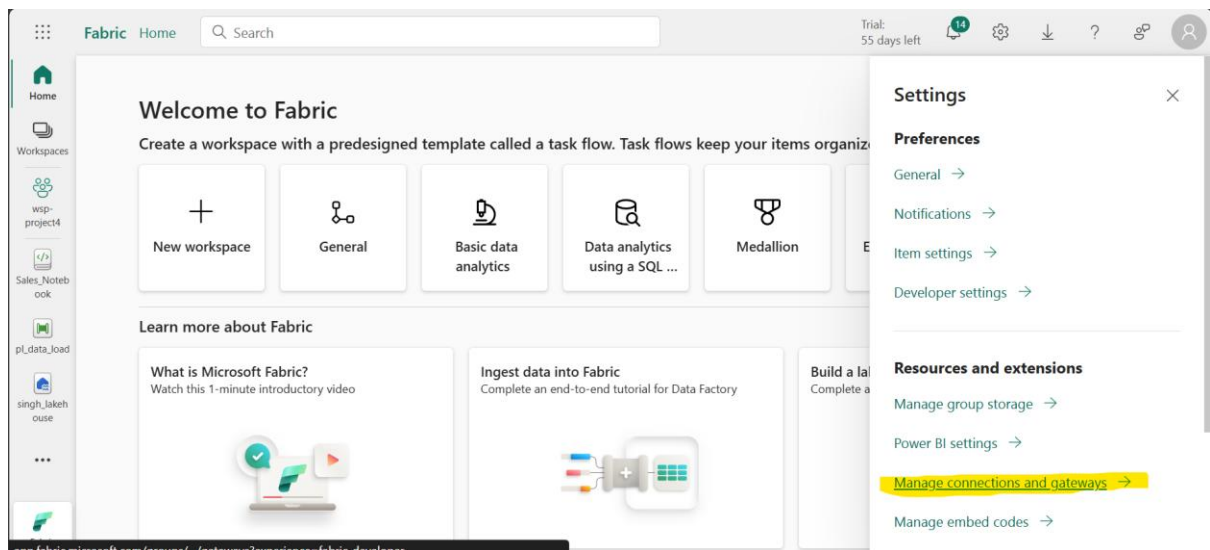 Fabric Home
Search
Trial:
55 days left
14
Home
Workspaces
wsp-
project4
Sales_Noteb
ook
pl_data_load
singh_lakeh
ouse
Welcome to Fabric
Create a workspace with a predesigned template called a task flow. Task flows keep your items organiz
New workspace
General
Basic data
analytics
Data analytics
using a SQL ...
Medallion
E
Learn more about Fabric
What is Microsoft Fabric?
Watch this 1-minute introductory video
Ingest data into Fabric
Complete an end-to-end tutorial for Data Factory
Build a la
Complete a
Settings
Preferences
General
Notifications
Item settings
Developer settings
Resources and extensions
Manage group storage
Power BI settings
Manage connections and gateways
Manage embed codes